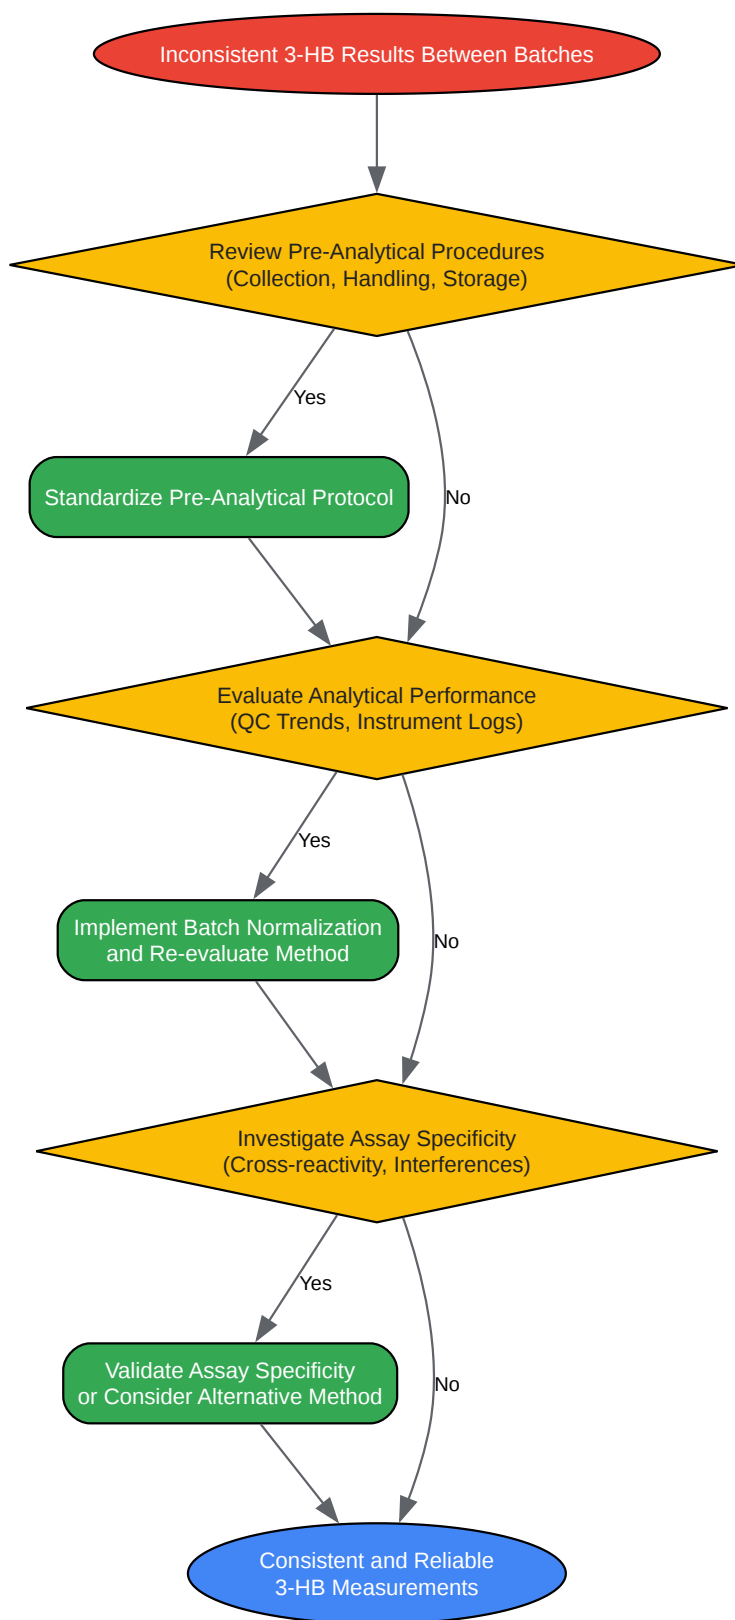 Inconsistent 3-HB Results Between Batches
Review Pre-Analytical Procedures
(Collection, Handling, Storage)
Yes
Standardize Pre-Analytical Protocol
No
Evaluate Analytical Performance
(QC Trends, Instrument Logs)
Yes
Implement Batch Normalization
and Re-evaluate Method
No
Investigate Assay Specificity
(Cross-reactivity, Interferences)
Yes
Validate Assay Specificity
or Consider Alternative Method
No
Consistent and Reliable
3-HB Measurements